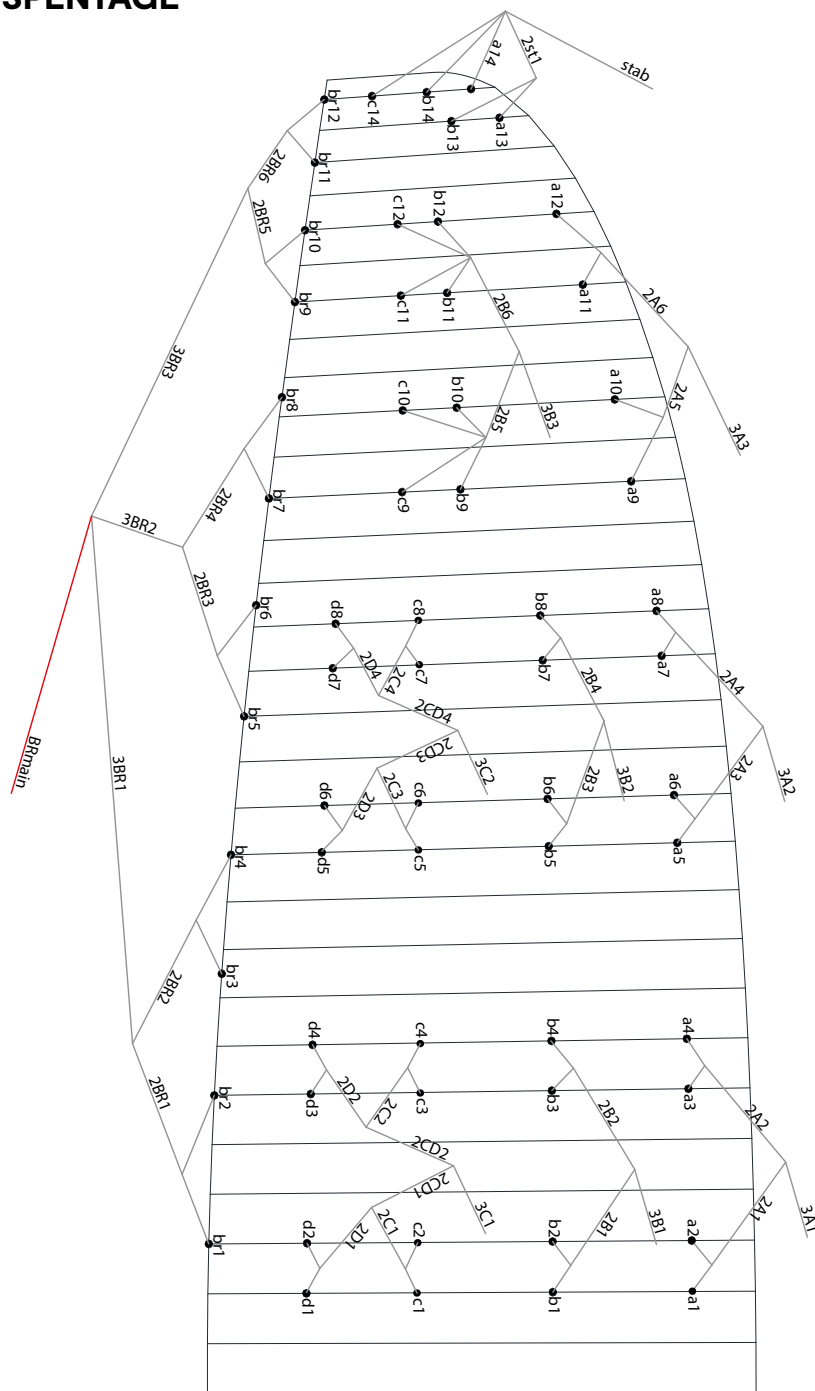 SPENTAGE
a14
2st1
stab
br12
c14
b14
b13
a13
2BR6
br11
2BR5
br10
c12
b12
a12
br9
c11
b11
2B6
a11
2A6
3BR3
br8
c10
b10
2B5
3B3
a10
2A5
3A3
2BR4
br7
c9
b9
a9
3BR2
2BR3
br6
d8
c8
b8
a8
d7
2D4
2C4
c7
b7
2B4
a7
2A4
br5
2CD4
2CD3
BRmain
3BR1
d6
2D3
2C3
c6
3C2
b6
2B3
3B2
a6
2A3
3A2
br4
d5
c5
b5
a5
2BR2
br3
d4
c4
b4
a4
2BR1
br2
d3
2D2
2C2
c3
b3
2B2
a3
2A2
2CD2
2CD1
br1
d2
2D1
2C1
c2
3C1
b2
2B1
3B1
a2
2A1
3A1
d1
c1
b1
a1